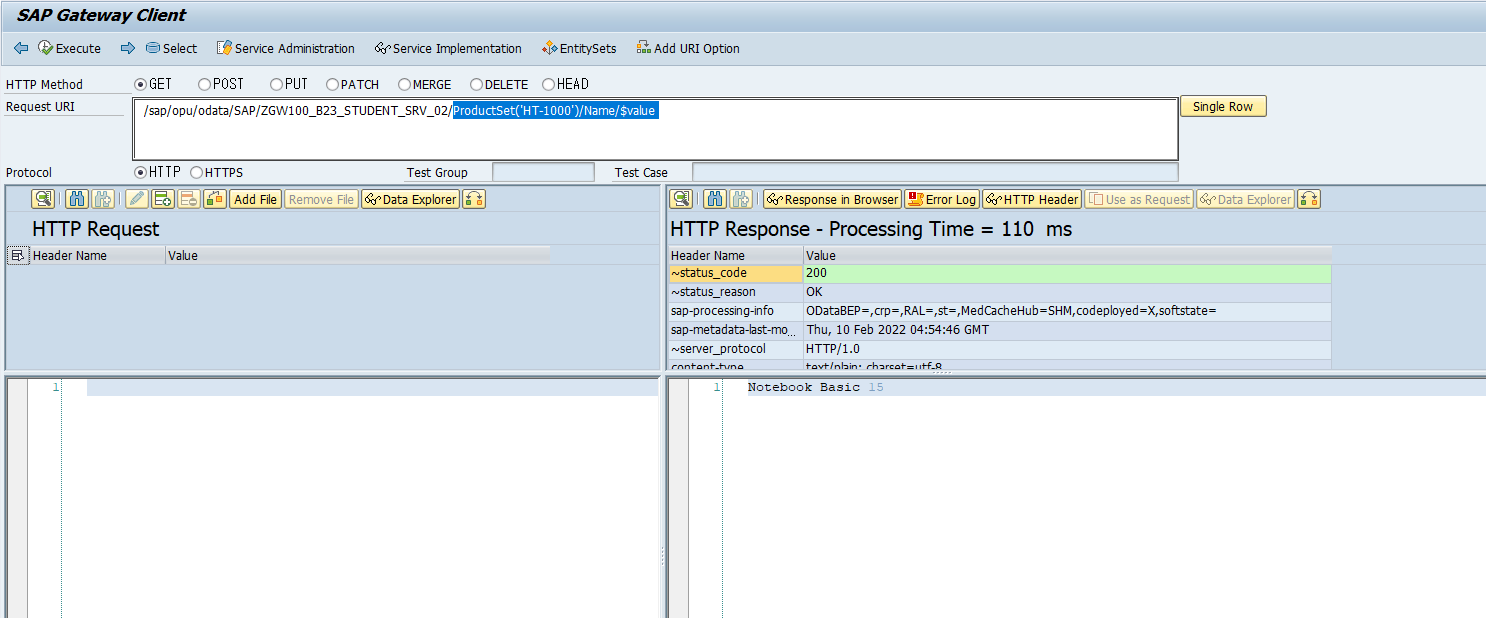 SAP Gateway Client
Execute Select Service Administration Service Implementation EntitySets Add URI Option
HTTP Method GET POST PUT PATCH MERGE DELETE HEAD
Request URI /sap/opu/odata/SAP/ZGW100_B23_STUDENT_SRV_02/ProductSet('HT-1000')/Name/$value Single Row
Protocol HTTP HTTPS Test Group Test Case
Add File Remove File Data Explorer
HTTP Request
Header Name Value
1
Response in Browser Error Log HTTP Header Use as Request Data Explorer
HTTP Response - Processing Time = 110 ms
Header Name Value
~status_code 200
~status_reason OK
sap-processing-info ODataBEP=,crp=,RAL=,st=,MedCacheHub=SHM,codeployed=X,softstate=
sap-metadata-last-mo... Thu, 10 Feb 2022 04:54:46 GMT
~server_protocol HTTP/1.0
content-type text/plain; charset=utf-8
1 Notebook Basic 15